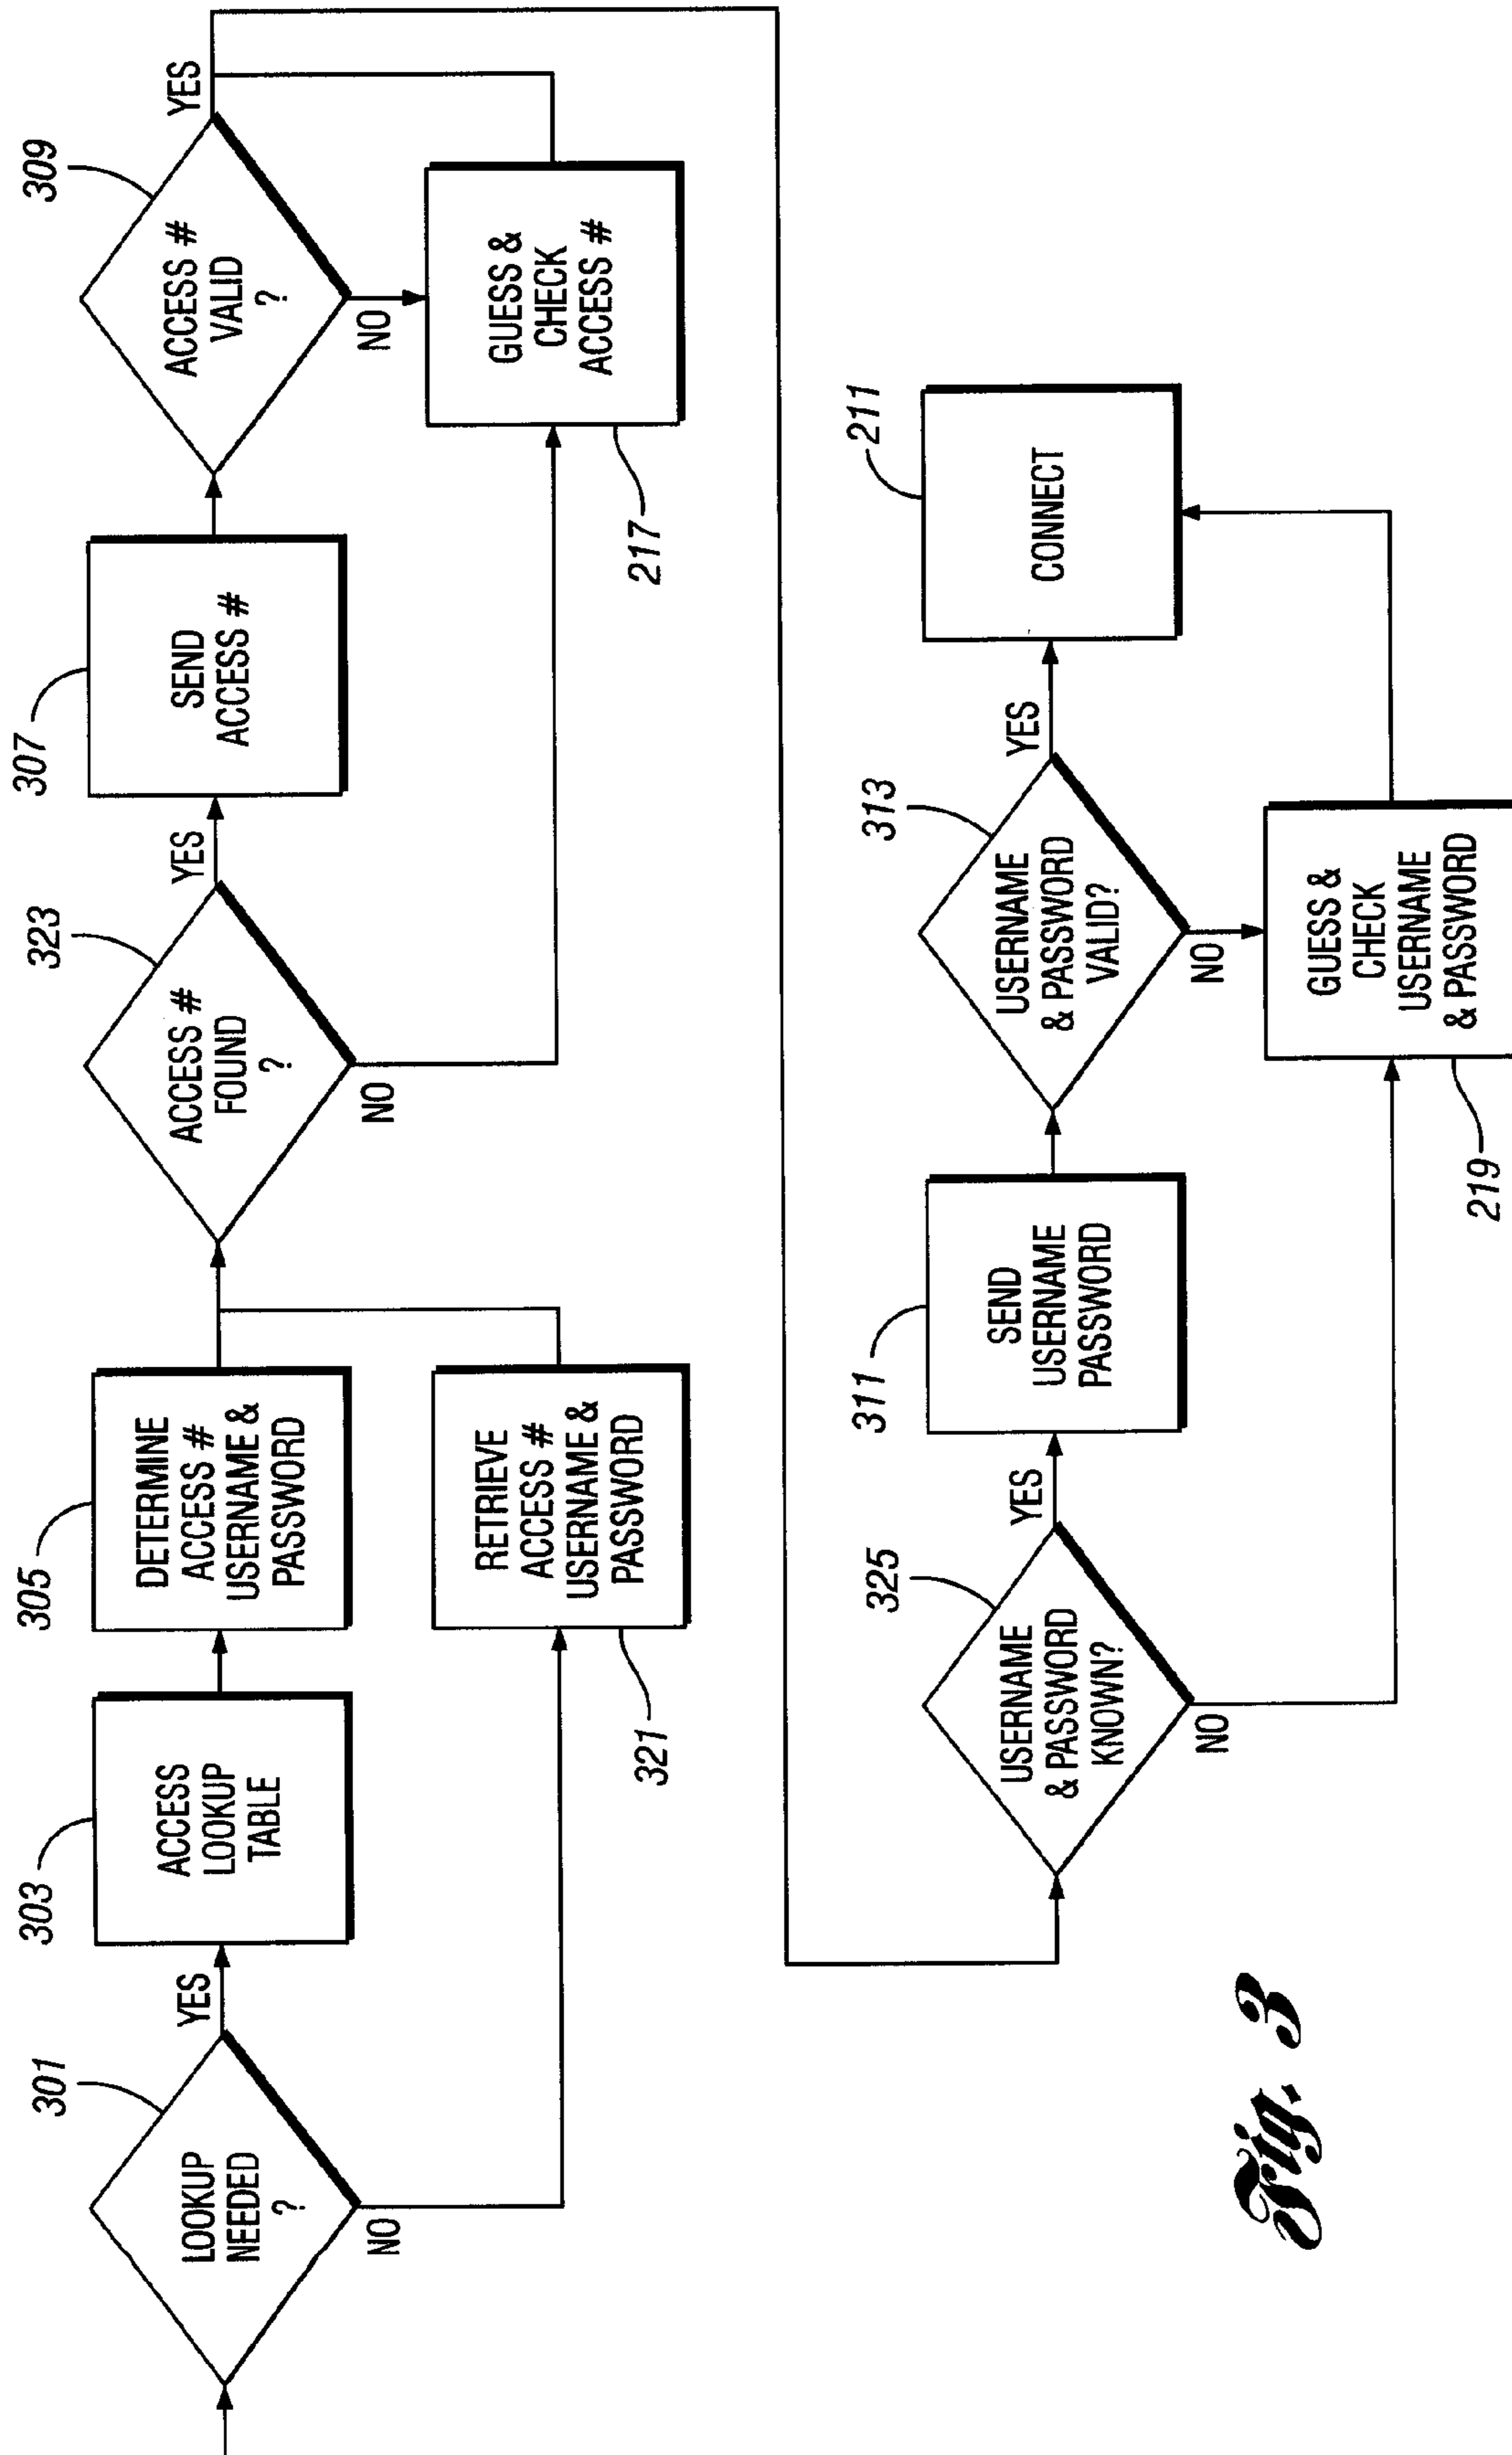 301
LOOKUP
NEEDED
?
YES
NO
303
ACCESS
LOOKUP
TABLE
305
DETERMINE
ACCESS #
USERNAME &
PASSWORD
321
RETRIEVE
ACCESS #
USERNAME &
PASSWORD
323
ACCESS #
FOUND
?
YES
NO
307
SEND
ACCESS #
309
ACCESS #
VALID
?
YES
NO
217
GUESS &
CHECK
ACCESS #
325
USERNAME
& PASSWORD
KNOWN?
YES
NO
311
SEND
USERNAME
PASSWORD
313
USERNAME
& PASSWORD
VALID?
YES
NO
219
GUESS &
CHECK
USERNAME
& PASSWORD
211
CONNECT
Fig. 3